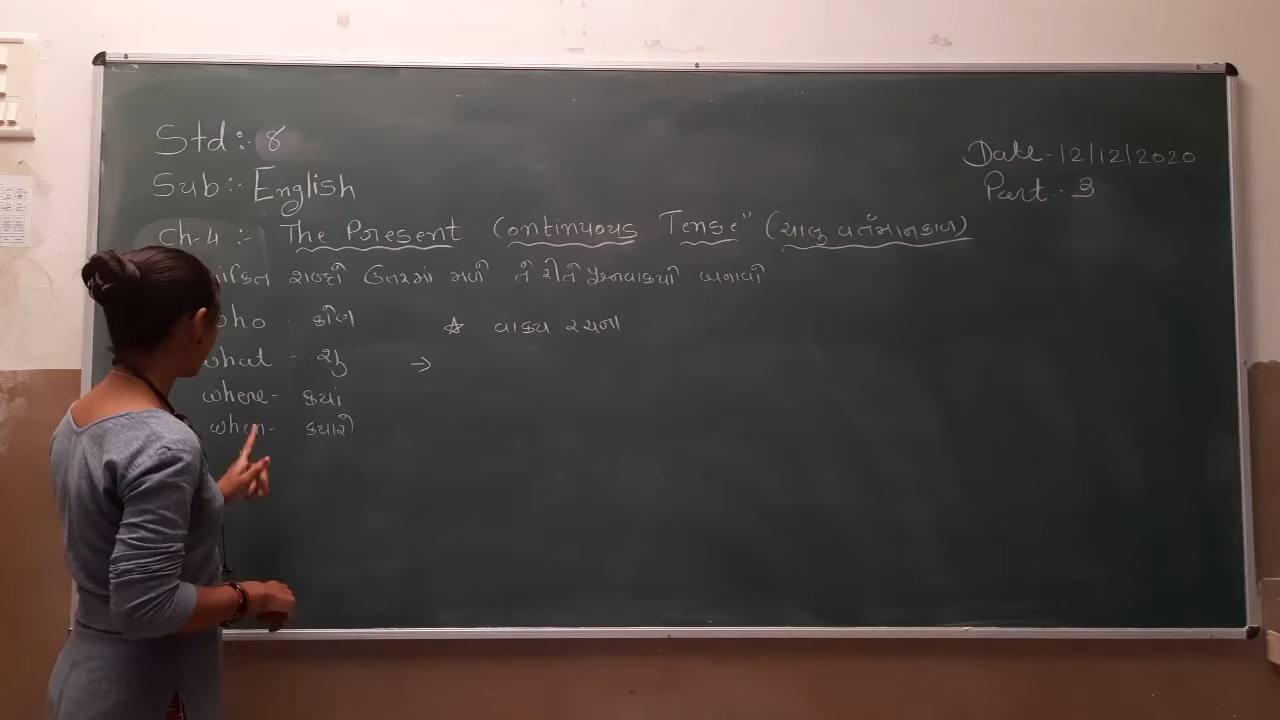 Std:- 8
Date - 12/12/2020
Sub:- English
Part:- 3
Ch-4 :- The Present Continuous Tense" (ચાલુ વર્તમાનકાળ)
શબ્દો ઉત્તરમાં મળે તે રીતે પ્રશ્નવાક્યો બનાવો
who - કોણ
☆ વાક્ય રચના
what - શું
→
where - ક્યાં
when - ક્યારે